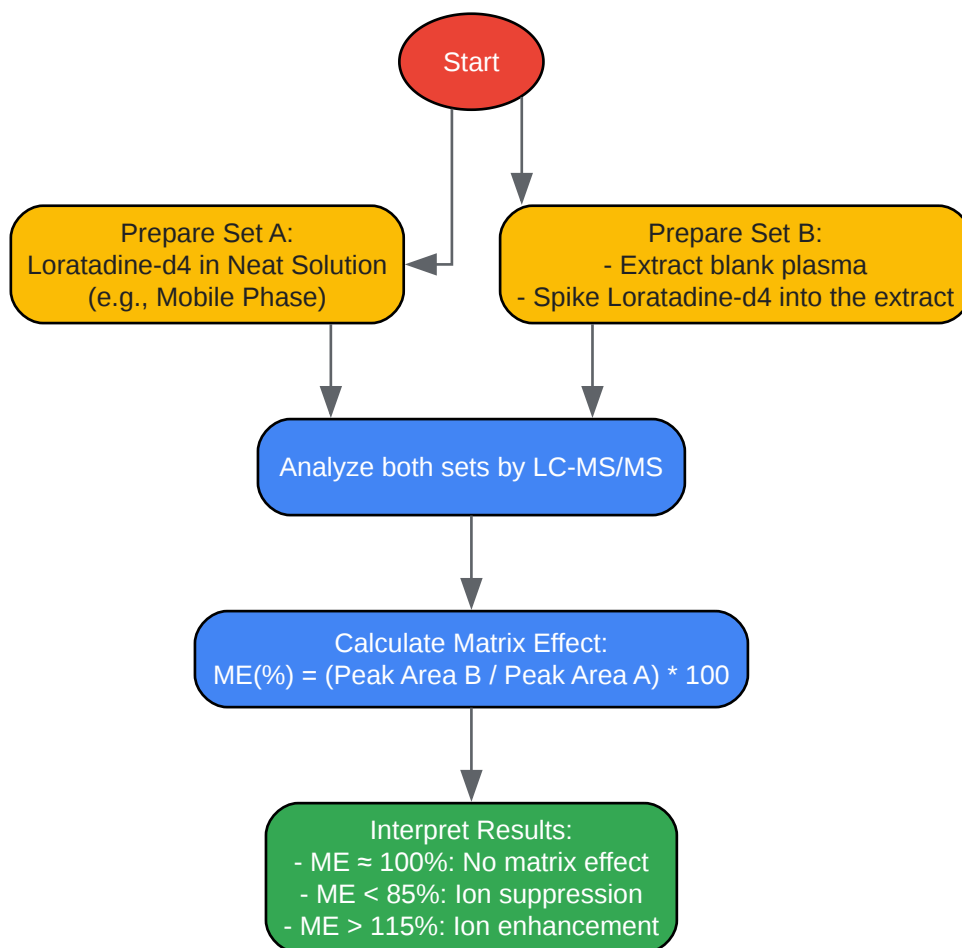 Start
Prepare Set A:
Loratadine-d4 in Neat Solution
(e.g., Mobile Phase)
Prepare Set B:
- Extract blank plasma
- Spike Loratadine-d4 into the extract
Analyze both sets by LC-MS/MS
Calculate Matrix Effect:
ME(%) = (Peak Area B / Peak Area A) * 100
Interpret Results:
- ME ≈ 100%: No matrix effect
- ME < 85%: Ion suppression
- ME > 115%: Ion enhancement